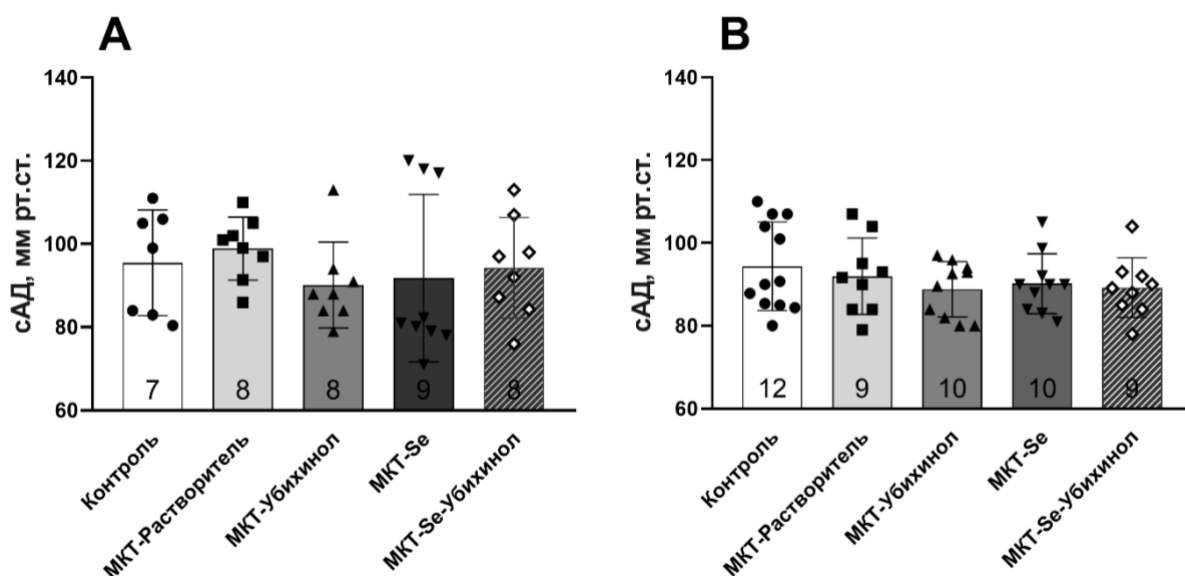 A
сАД, мм рт.ст.
140
120
100
80
60
7
8
8
9
8
Контроль
МКТ-Растворитель
МКТ-Убихинол
МКТ-Se
МКТ-Se-Убихинол
B
сАД, мм рт.ст.
140
120
100
80
60
12
9
10
10
9
Контроль
МКТ-Растворитель
МКТ-Убихинол
МКТ-Se
МКТ-Se-Убихинол